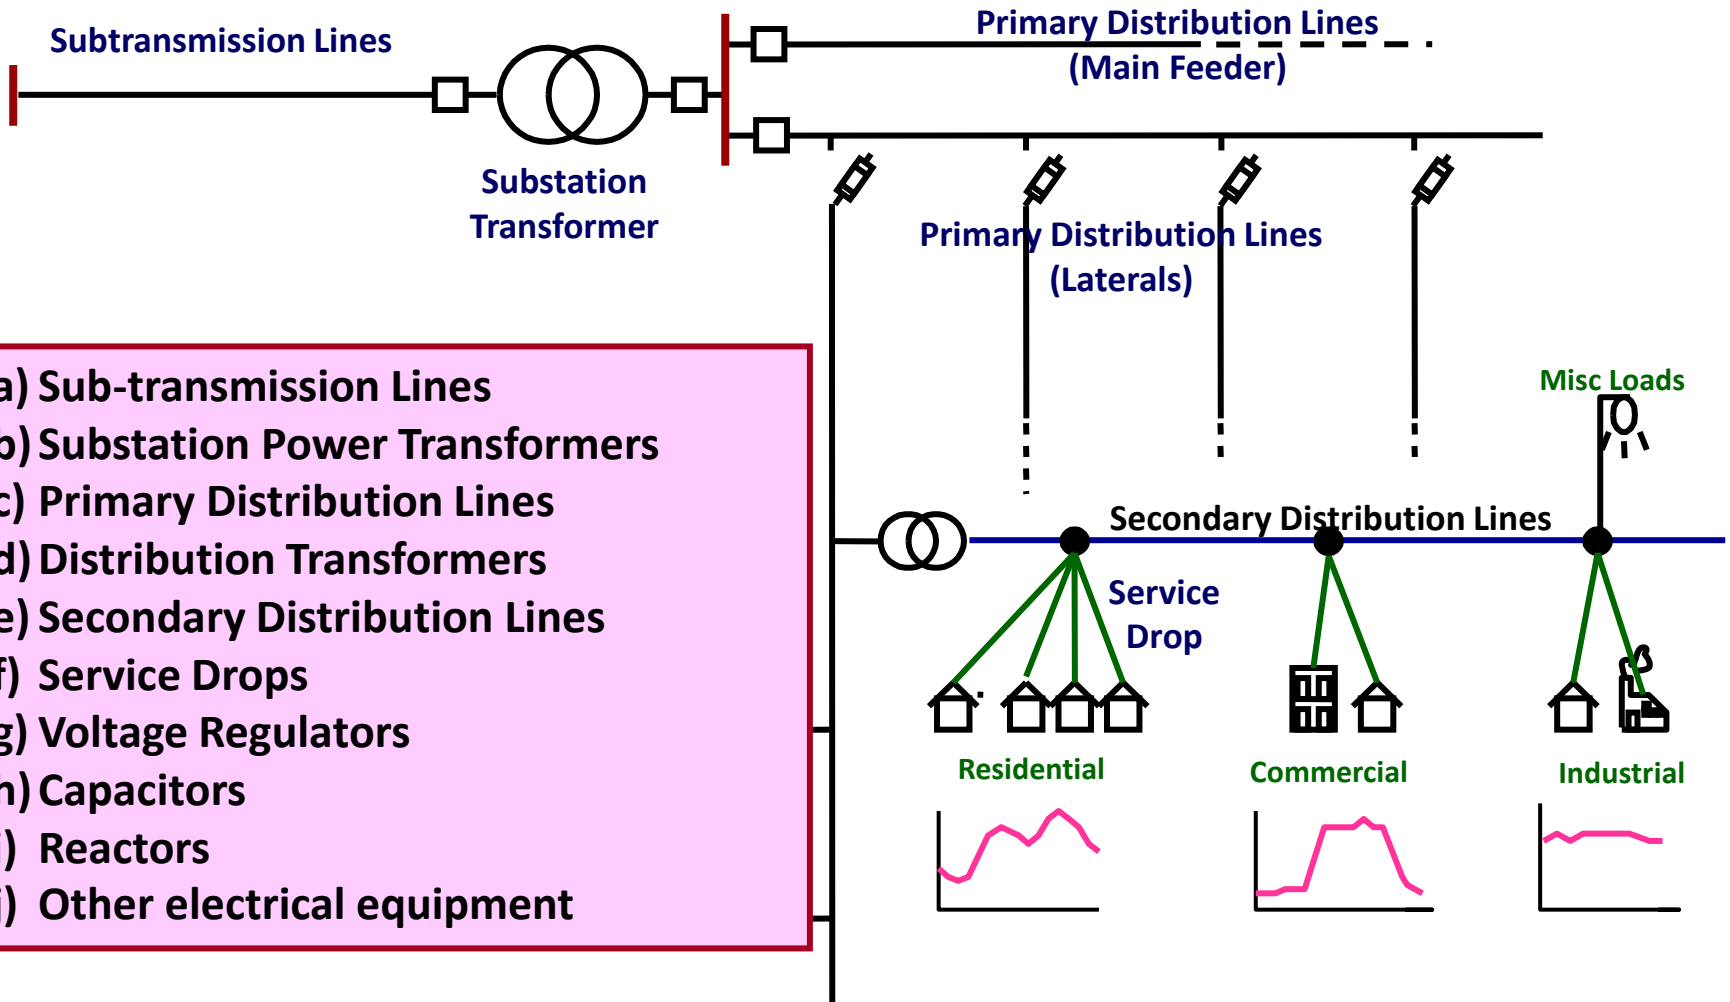 Subtransmission Lines
Primary Distribution Lines
(Main Feeder)
Substation
Transformer
Primary Distribution Lines
(Laterals)
a) Sub-transmission Lines
b) Substation Power Transformers
c) Primary Distribution Lines
d) Distribution Transformers
e) Secondary Distribution Lines
f) Service Drops
g) Voltage Regulators
h) Capacitors
i) Reactors
j) Other electrical equipment
Misc Loads
Secondary Distribution Lines
Service
Drop
Residential
Commercial
Industrial